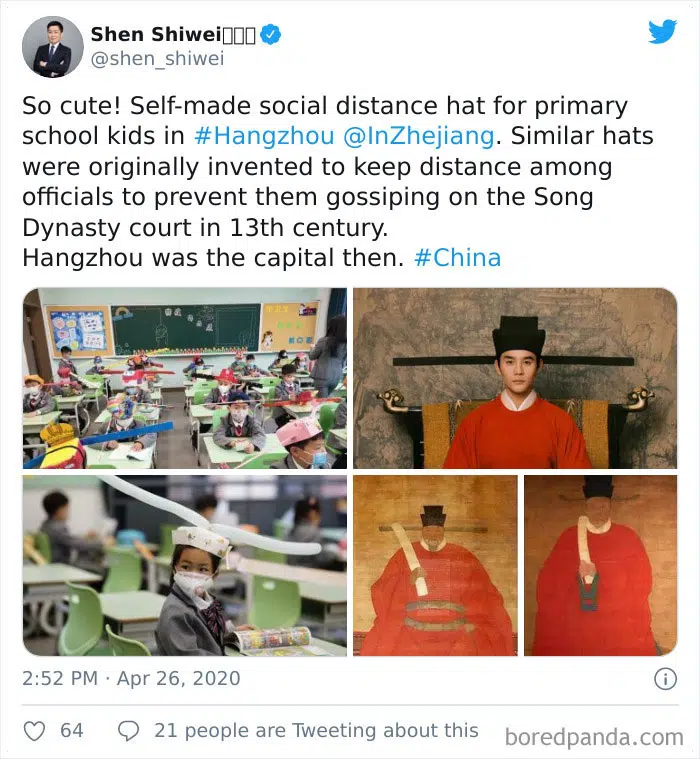 Shen Shiwei
@shen_shiwei
So cute! Self-made social distance hat for primary
school kids in #Hangzhou @InZhejiang. Similar hats
were originally invented to keep distance among
officials to prevent them gossiping on the Song
Dynasty court in 13th century.
Hangzhou was the capital then. #China
2:52 PM · Apr 26, 2020
64
21 people are Tweeting about this
boredpanda.com